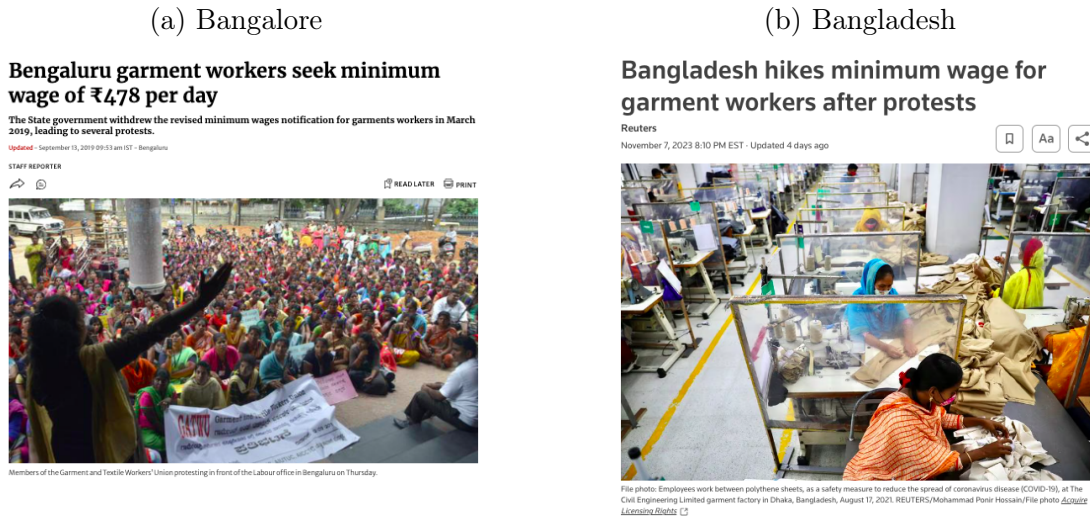 (a) Bangalore
Bengaluru garment workers seek minimum
wage of ₹478 per day
The State government withdrew the revised minimum wages notification for garments workers in March
2019, leading to several protests.
Updated - September 13, 2019 09:53 am IST - Bengaluru
STAFF REPORTER
READ LATER PRINT
GATWU Garment and Textile Workers Union
Members of the Garment and Textile Workers' Union protesting in front of the Labour office in Bengaluru on Thursday.
(b) Bangladesh
Bangladesh hikes minimum wage for
garment workers after protests
Reuters
November 7, 2023 8:10 PM EST · Updated 4 days ago
Aa
File photo: Employees work between polythene sheets, as a safety measure to reduce the spread of coronavirus disease (COVID-19), at The
Civil Engineering Limited garment factory in Dhaka, Bangladesh, August 17, 2021. REUTERS/Mohammad Ponir Hossain/File photo Acquire
Licensing Rights